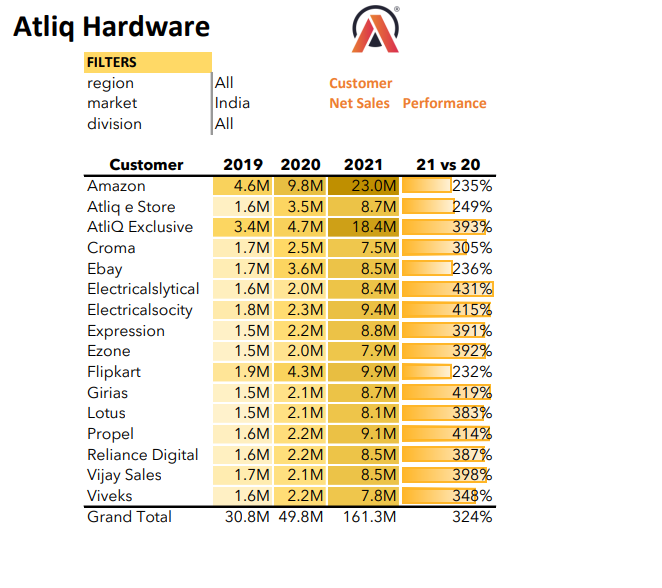 Atliq Hardware
®
FILTERS
region All Customer
market India Net Sales Performance
division All
Customer 2019 2020 2021 21 vs 20
Amazon 4.6M 9.8M 23.0M 235%
Atliq e Store 1.6M 3.5M 8.7M 249%
AtliQ Exclusive 3.4M 4.7M 18.4M 393%
Croma 1.7M 2.5M 7.5M 305%
Ebay 1.7M 3.6M 8.5M 236%
Electricalslytical 1.6M 2.0M 8.4M 431%
Electricalsocity 1.8M 2.3M 9.4M 415%
Expression 1.5M 2.2M 8.8M 391%
Ezone 1.5M 2.0M 7.9M 392%
Flipkart 1.9M 4.3M 9.9M 232%
Girias 1.5M 2.1M 8.7M 419%
Lotus 1.5M 2.1M 8.1M 383%
Propel 1.6M 2.2M 9.1M 414%
Reliance Digital 1.6M 2.2M 8.5M 387%
Vijay Sales 1.7M 2.1M 8.5M 398%
Viveks 1.6M 2.2M 7.8M 348%
Grand Total 30.8M 49.8M 161.3M 324%